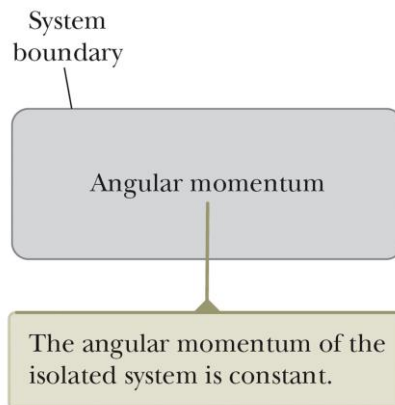 System
boundary
Angular momentum
The angular momentum of the
isolated system is constant.